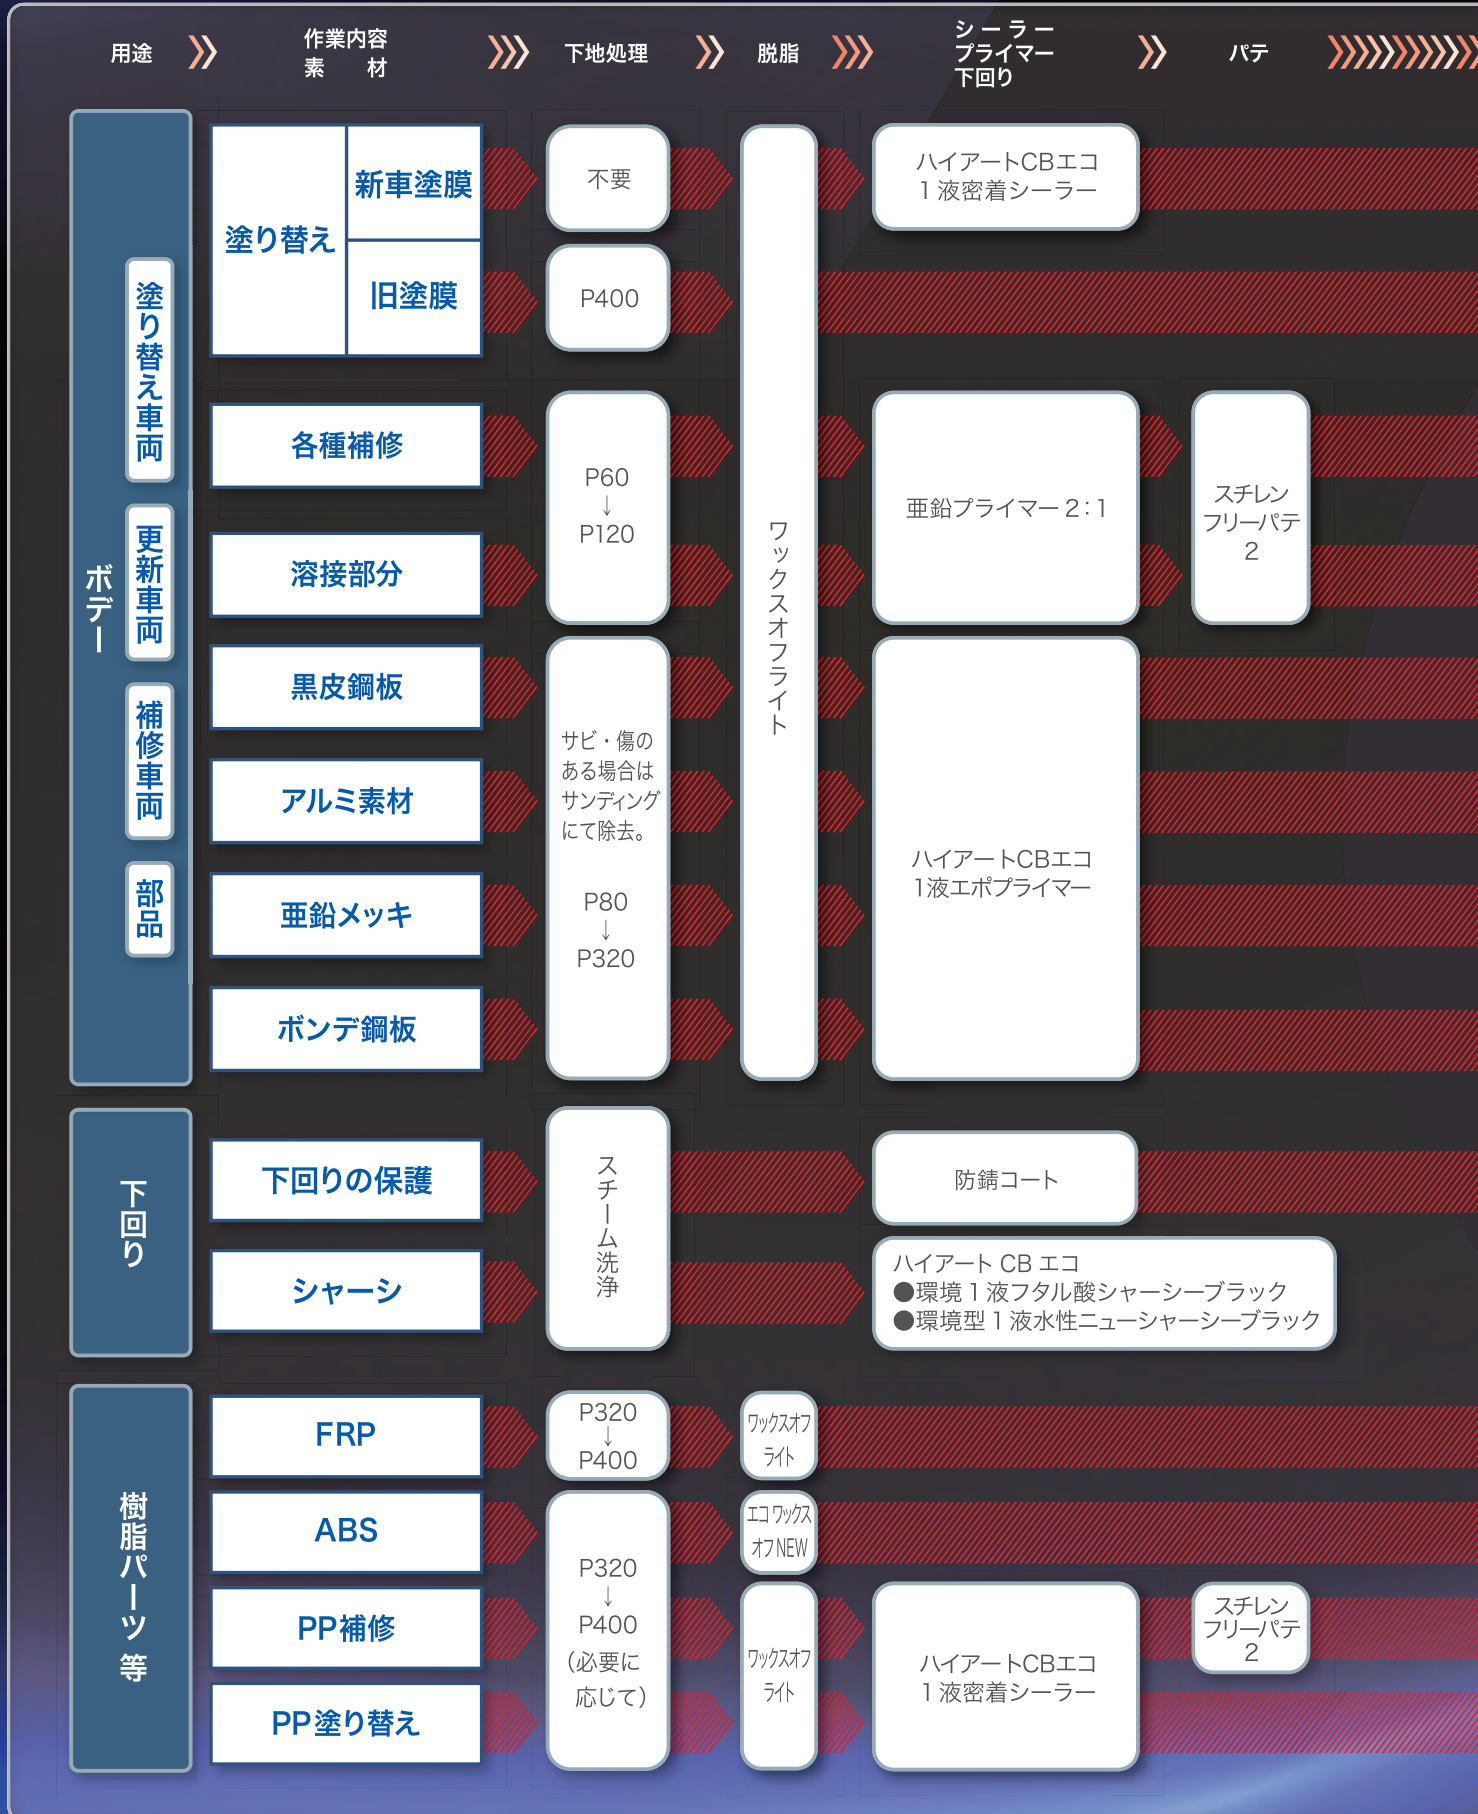 用途
作業内容
素　材
下地処理
脱脂
シーラー
プライマー
下回り
パテ
ボデー
塗り替え車両
更新車両
補修車両
部品
塗り替え
新車塗膜
旧塗膜
不要
P400
ハイアートCBエコ
1液密着シーラー
各種補修
溶接部分
P60
↓
P120
ワックスオフライト
亜鉛プライマー2:1
スチレン
フリーパテ
2
黒皮鋼板
アルミ素材
亜鉛メッキ
ボンデ鋼板
サビ・傷の
ある場合は
サンディング
にて除去。
P80
↓
P320
ハイアートCBエコ
1液エポプライマー
下回り
下回りの保護
シャーシ
スチーム洗浄
防錆コート
ハイアート CB エコ
●環境1液フタル酸シャーシーブラック
●環境型1液水性ニューシャーシーブラック
樹脂パーツ 等
FRP
P320
↓
P400
ワックスオフ
ライト
ABS
エコ ワックス
オフ NEW
PP補修
PP塗り替え
P320
↓
P400
（必要に
応じて）
ワックスオフ
ライト
ハイアートCBエコ
1液密着シーラー
スチレン
フリーパテ
2